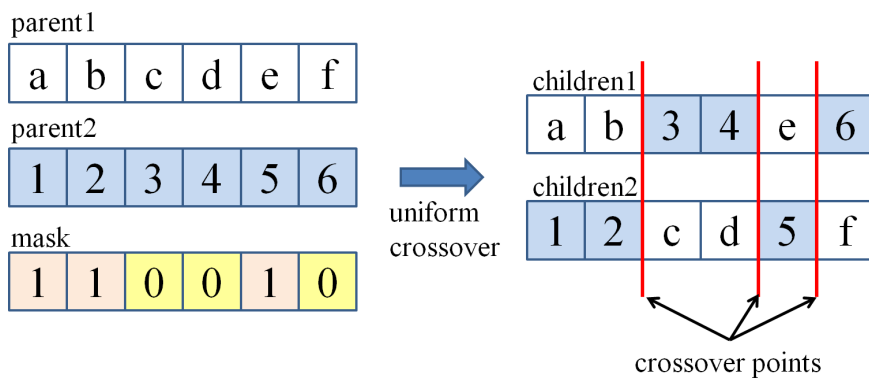 parent1
a b c d e f
parent2
1 2 3 4 5 6
mask
1 1 0 0 1 0
uniform
crossover
children1
a b 3 4 e 6
children2
1 2 c d 5 f
crossover points